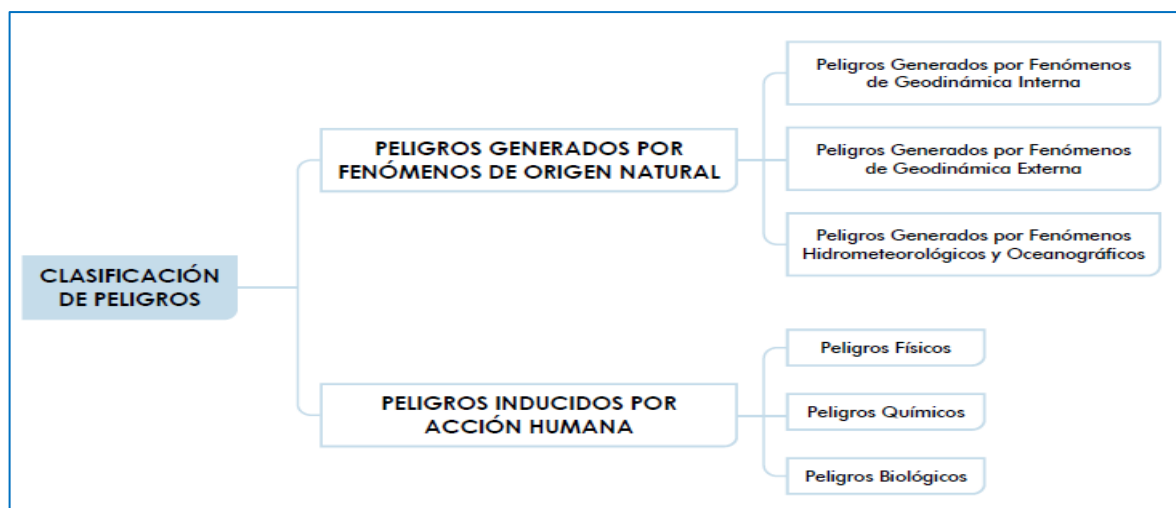 CLASIFICACIÓN
DE PELIGROS
PELIGROS GENERADOS POR
FENÓMENOS DE ORIGEN NATURAL
Peligros Generados por Fenómenos
de Geodinámica Interna
Peligros Generados por Fenómenos
de Geodinámica Externa
Peligros Generados por Fenómenos
Hidrometeorológicos y Oceanográficos
PELIGROS INDUCIDOS POR
ACCIÓN HUMANA
Peligros Físicos
Peligros Químicos
Peligros Biológicos